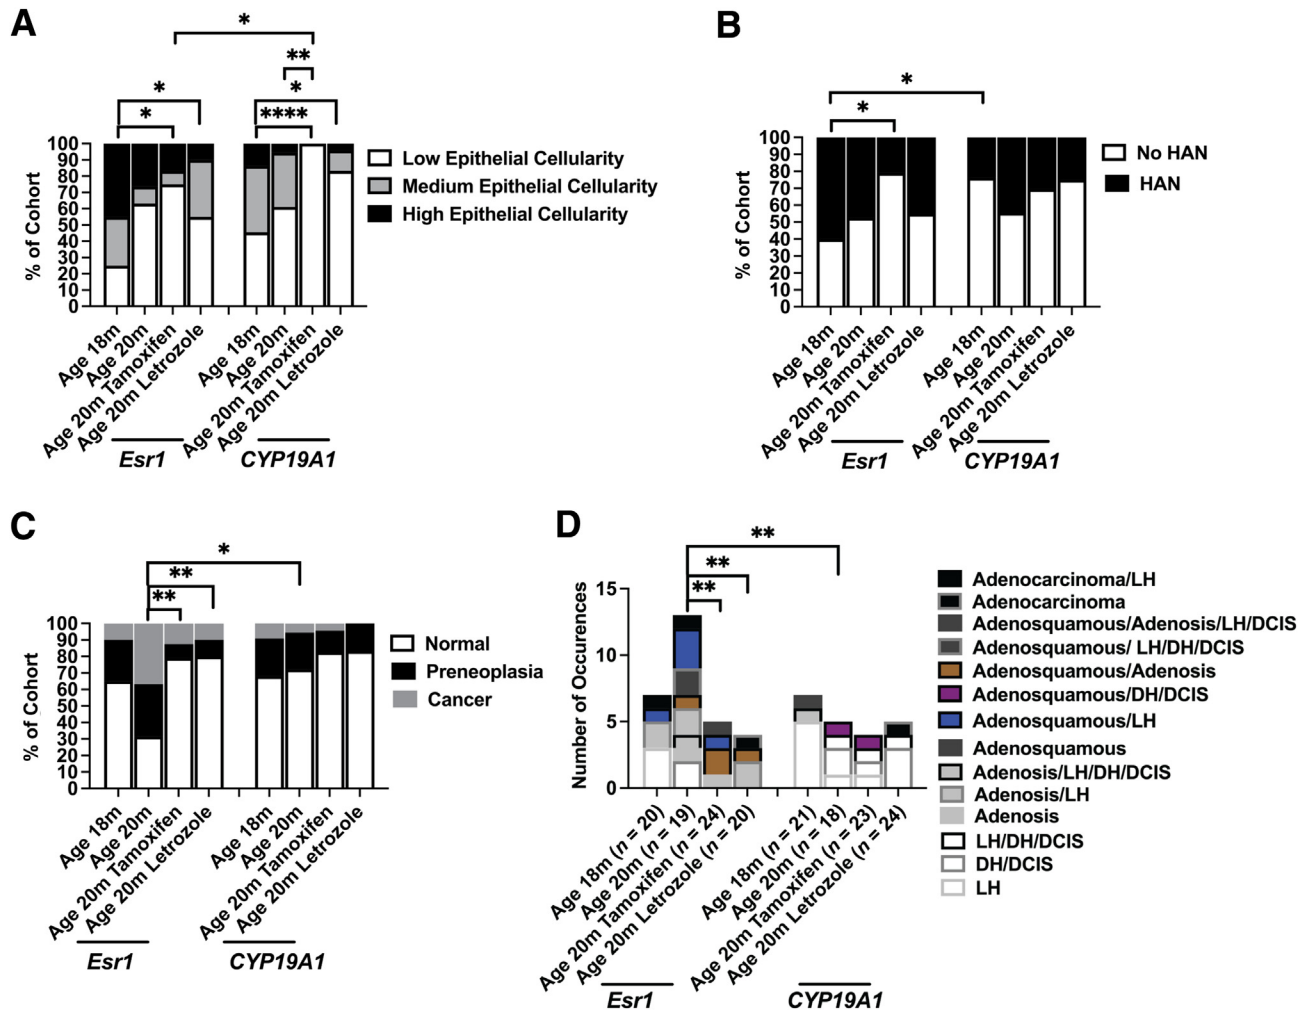 A
*
**
*
*
*
****
% of Cohort
100
90
80
70
60
50
40
30
20
10
0
Low Epithelial Cellularity
Medium Epithelial Cellularity
High Epithelial Cellularity
Age 18m
Age 20m
Age 20m Tamoxifen
Age 20m Letrozole
Age 18m
Age 20m
Age 20m Tamoxifen
Age 20m Letrozole
Esr1
CYP19A1
B
*
*
% of Cohort
100
90
80
70
60
50
40
30
20
10
0
No HAN
HAN
Age 18m
Age 20m
Age 20m Tamoxifen
Age 20m Letrozole
Age 18m
Age 20m
Age 20m Tamoxifen
Age 20m Letrozole
Esr1
CYP19A1
C
*
**
**
% of Cohort
100
90
80
70
60
50
40
30
20
10
0
Normal
Preneoplasia
Cancer
Age 18m
Age 20m
Age 20m Tamoxifen
Age 20m Letrozole
Age 18m
Age 20m
Age 20m Tamoxifen
Age 20m Letrozole
Esr1
CYP19A1
D
**
**
**
Number of Occurences
15
10
5
0
Adenocarcinoma/LH
Adenocarcinoma
Adenosquamous/Adenosis/LH/DCIS
Adenosquamous/ LH/DH/DCIS
Adenosquamous/Adenosis
Adenosquamous/DH/DCIS
Adenosquamous/LH
Adenosquamous
Adenosis/LH/DH/DCIS
Adenosis/LH
Adenosis
LH/DH/DCIS
DH/DCIS
LH
Age 18m (n = 20)
Age 20m (n = 19)
Age 20m Tamoxifen (n = 24)
Age 20m Letrozole (n = 20)
Age 18m (n = 21)
Age 20m (n = 18)
Age 20m Tamoxifen (n = 23)
Age 20m Letrozole (n = 24)
Esr1
CYP19A1